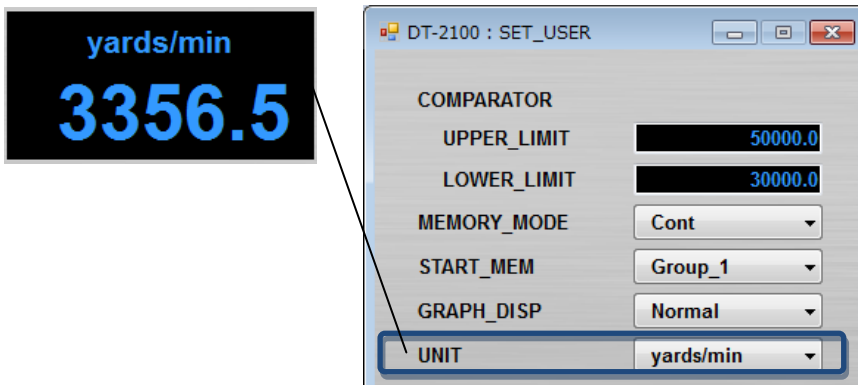 yards/min
3356.5
DT-2100 : SET_USER
COMPARATOR
UPPER_LIMIT 50000.0
LOWER_LIMIT 30000.0
MEMORY_MODE Cont
START_MEM Group_1
GRAPH_DISP Normal
UNIT yards/min